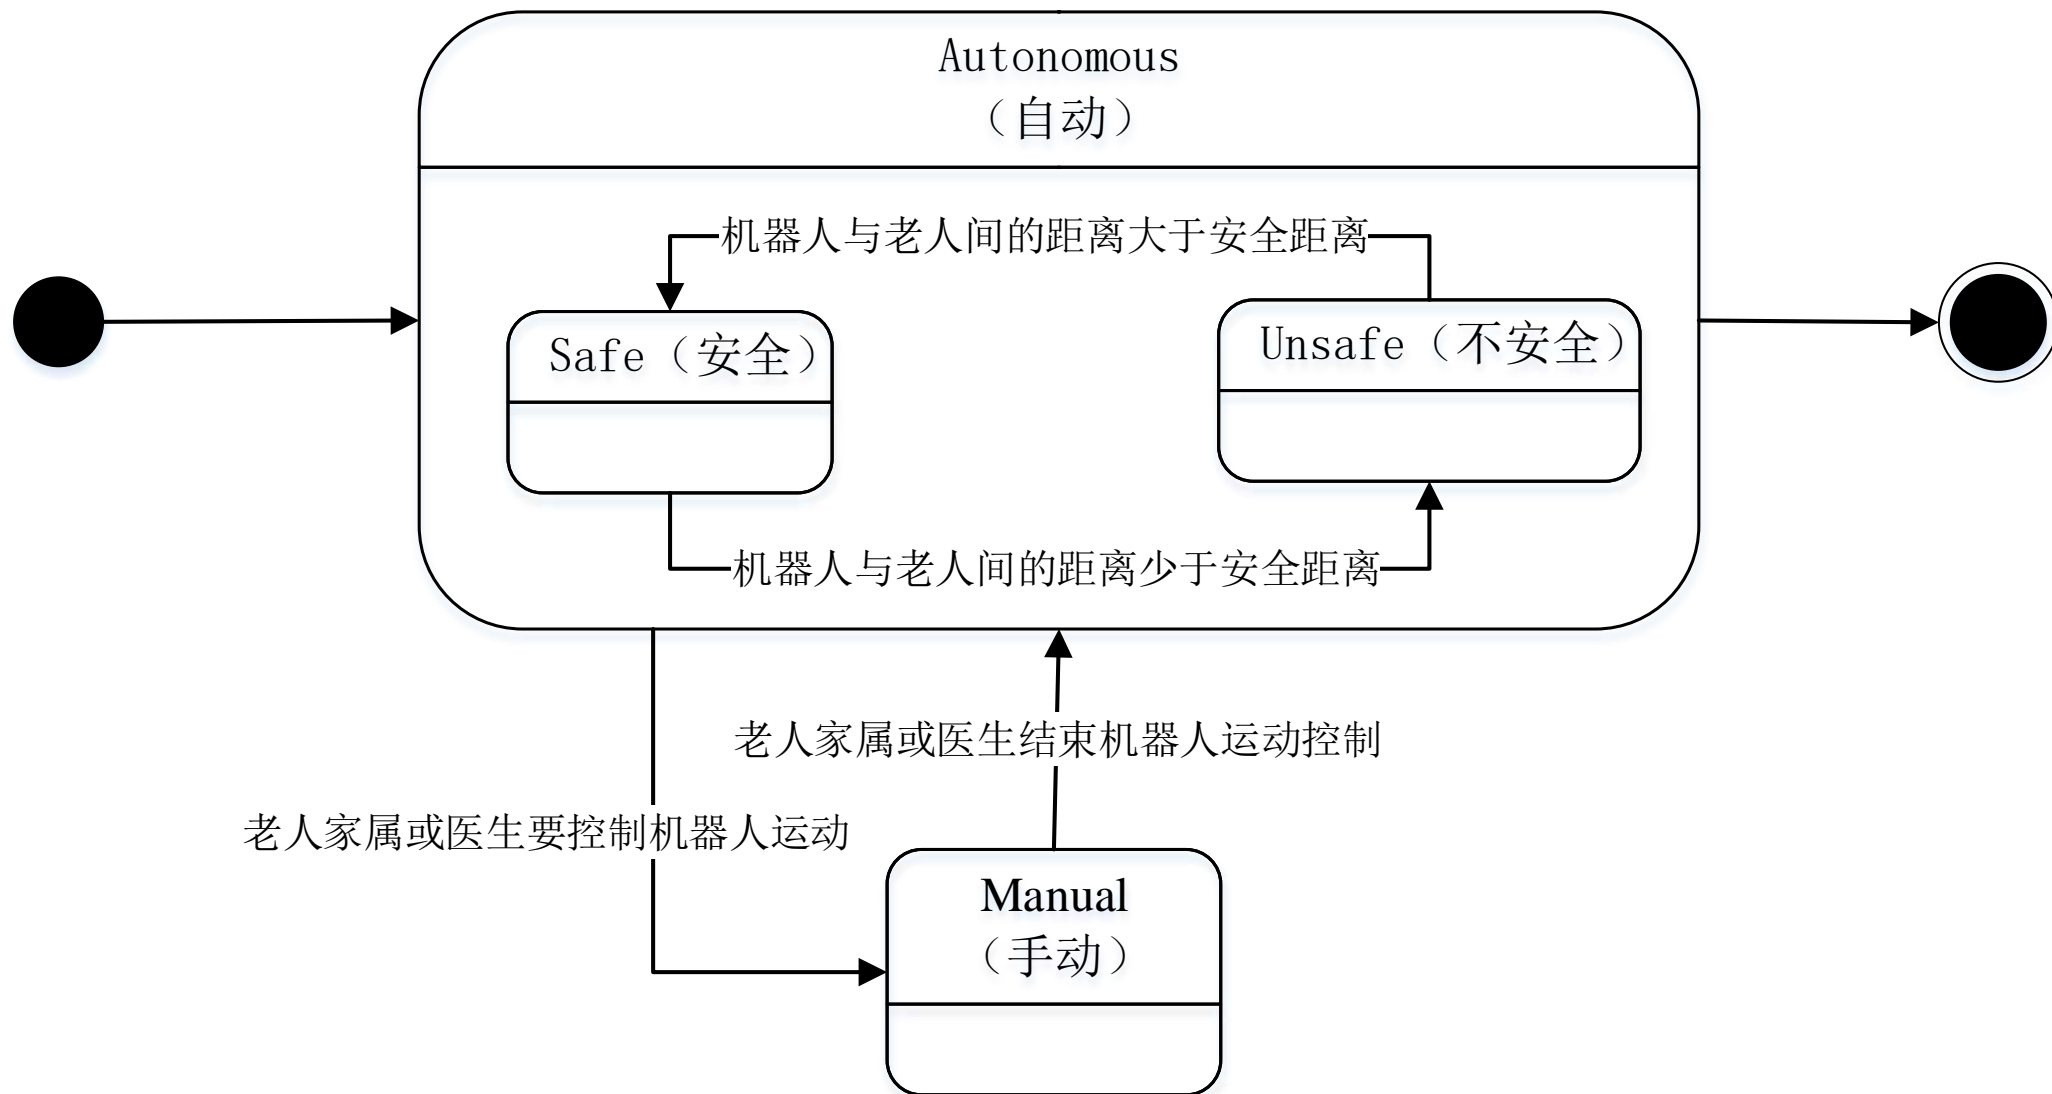 Autonomous
（自动）
机器人与老人间的距离大于安全距离
Safe（安全）
Unsafe（不安全）
机器人与老人间的距离少于安全距离
老人家属或医生结束机器人运动控制
老人家属或医生要控制机器人运动
Manual
（手动）